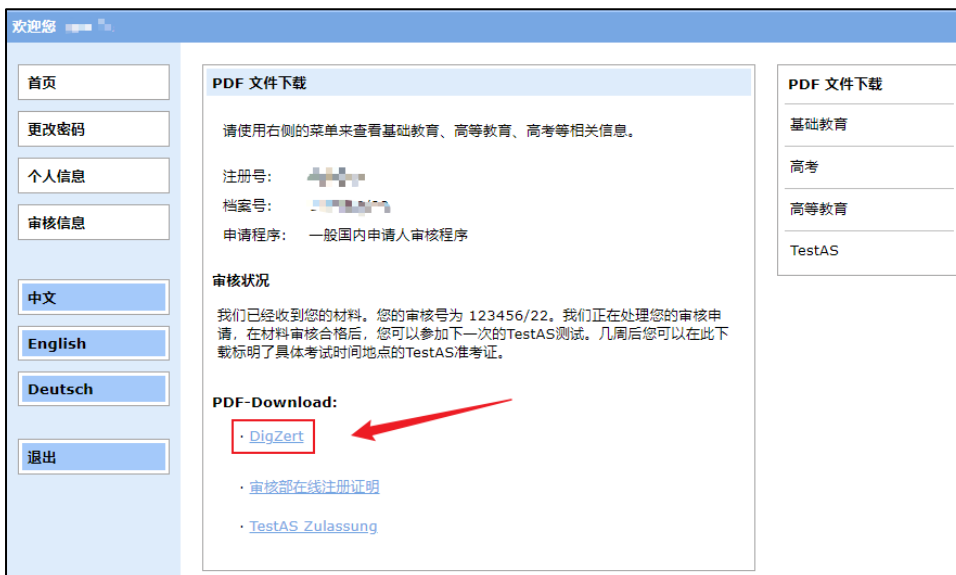 欢迎您
首页
更改密码
个人信息
审核信息
中文
English
Deutsch
退出
PDF 文件下载
请使用右侧的菜单来查看基础教育、高等教育、高考等相关信息。
注册号:
档案号:
申请程序: 一般国内申请人审核程序
审核状况
我们已经收到您的材料。您的审核号为 123456/22。我们正在处理您的审核申
请，在材料审核合格后，您可以参加下一次的TestAS测试。几周后您可以在此下
载标明了具体考试时间地点的TestAS准考证。
PDF-Download:
· DigZert
· 审核部在线注册证明
· TestAS Zulassung
PDF 文件下载
基础教育
高考
高等教育
TestAS